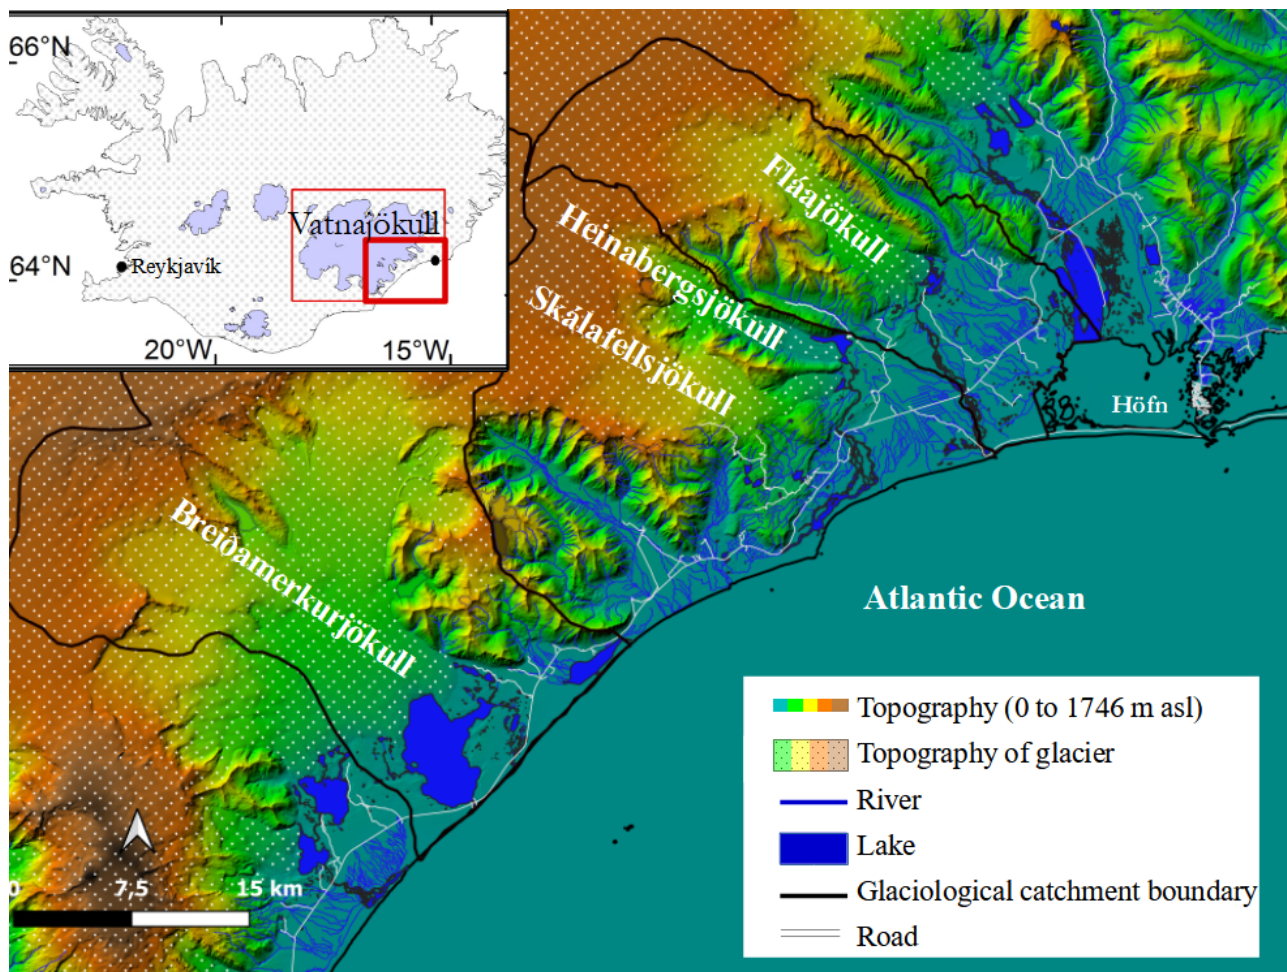 66°N
Vatnajökull
64°N
Reykjavík
20°W
15°W
Fláajökull
Heinabergsjökull
Skálafellsjökull
Breiðamerkurjökull
Höfn
Atlantic Ocean
Topography (0 to 1746 m asl)
Topography of glacier
River
Lake
Glaciological catchment boundary
Road
0 7,5 15 km